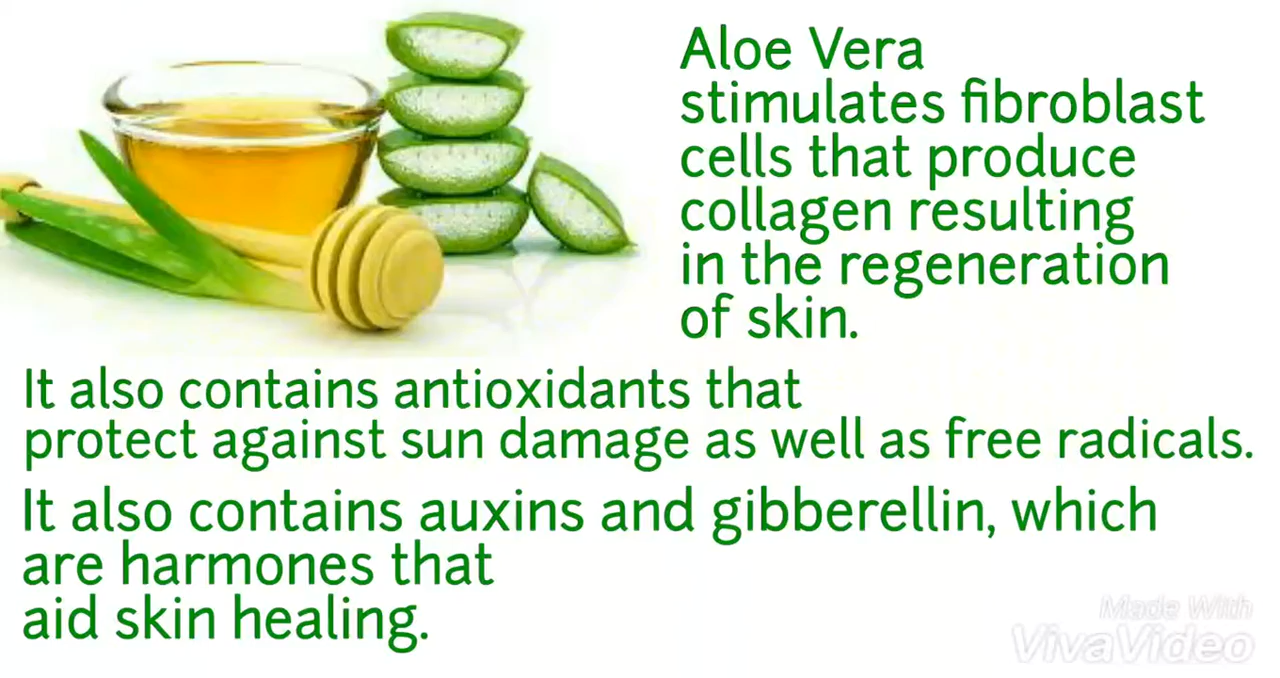 Aloe Vera
stimulates fibroblast
cells that produce
collagen resulting
in the regeneration
of skin.
It also contains antioxidants that
protect against sun damage as well as free radicals.
It also contains auxins and gibberellin, which
are harmones that
aid skin healing.
Made With
VivaVideo